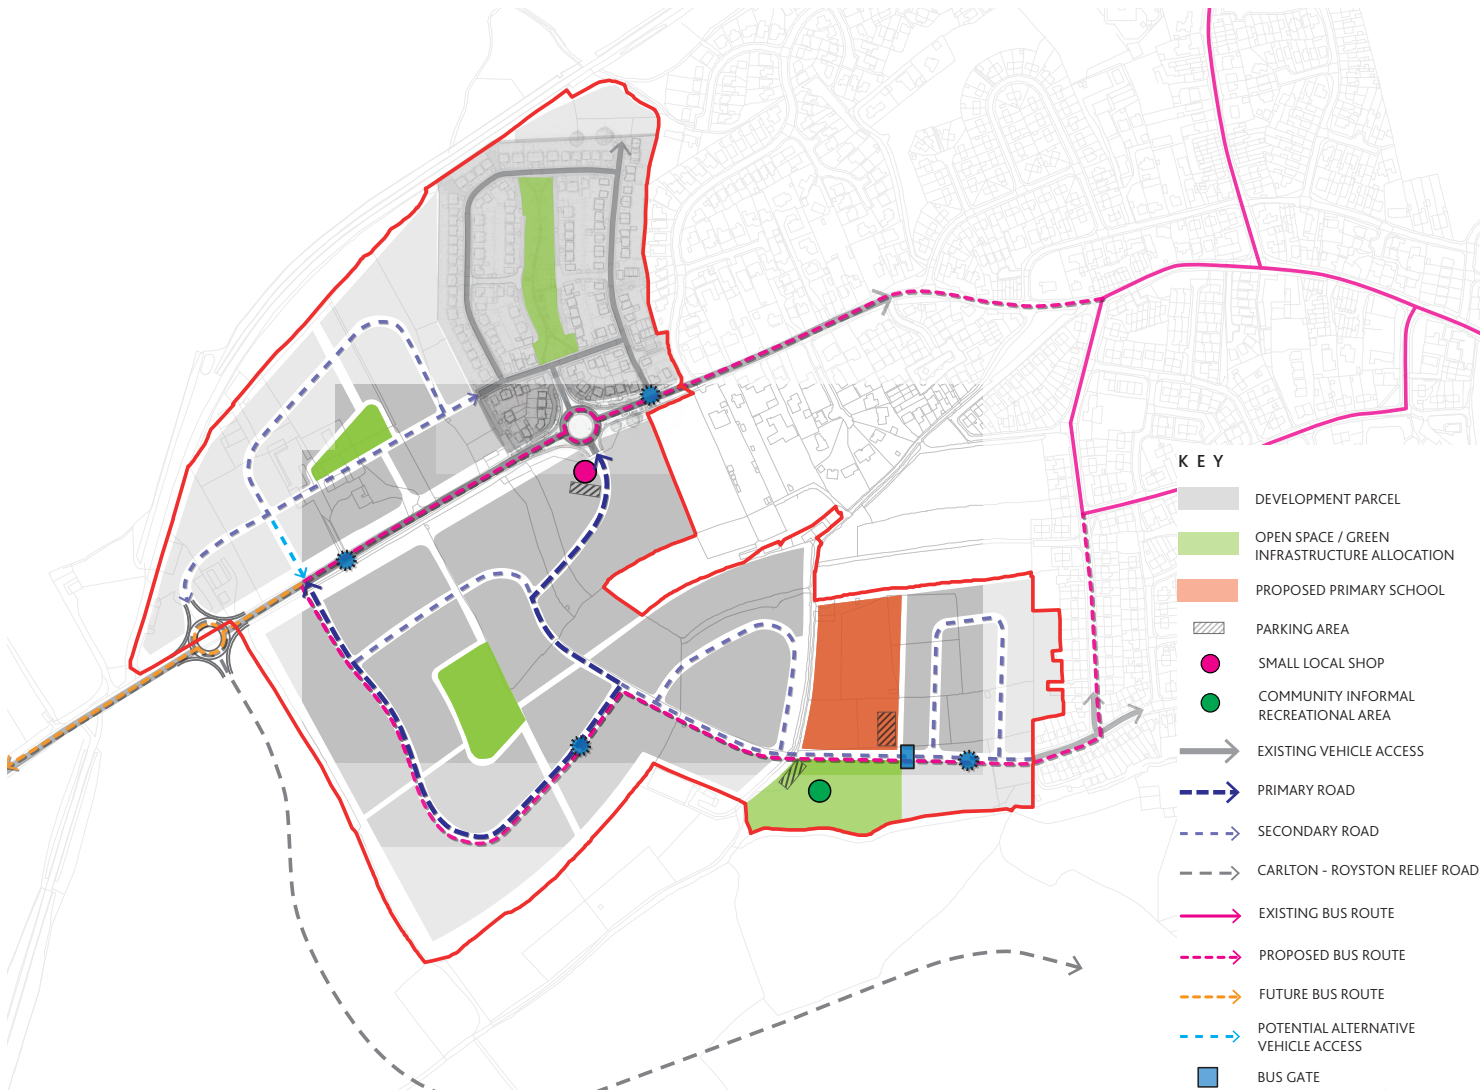 KEY
DEVELOPMENT PARCEL
OPEN SPACE / GREEN
INFRASTRUCTURE ALLOCATION
PROPOSED PRIMARY SCHOOL
PARKING AREA
SMALL LOCAL SHOP
COMMUNITY INFORMAL
RECREATIONAL AREA
EXISTING VEHICLE ACCESS
PRIMARY ROAD
SECONDARY ROAD
CARLTON - ROYSTON RELIEF ROAD
EXISTING BUS ROUTE
PROPOSED BUS ROUTE
FUTURE BUS ROUTE
POTENTIAL ALTERNATIVE
VEHICLE ACCESS
BUS GATE